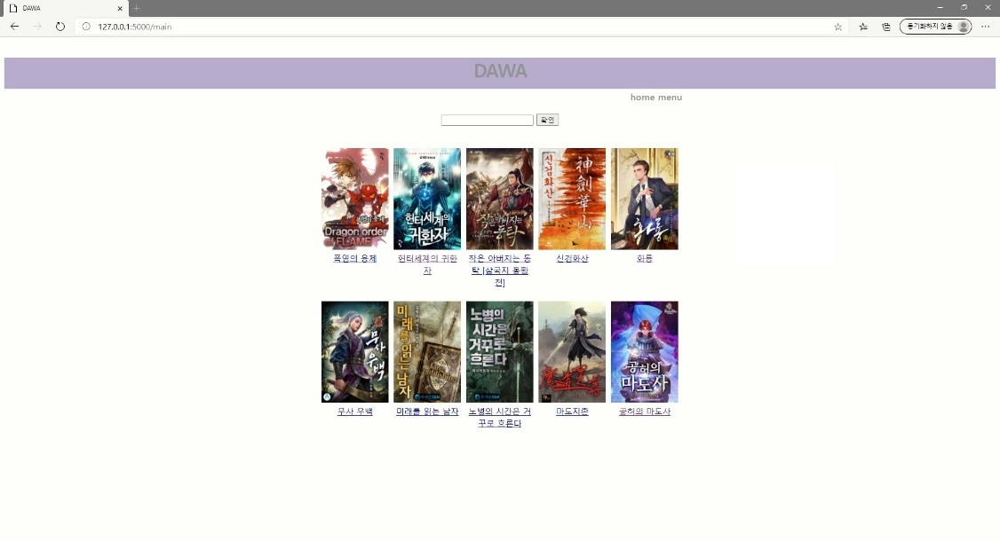 DAWA
127.0.0.1:5000/main
동기화하지 않음
DAWA
home menu
확인
Dragon order
of FLAME
헌터세계의
귀환자
작은 아버지는
동탁
신검화산
神劍華山
화룡
폭염의 용제
헌터세계의 귀환
자
작은 아버지는 동
탁 [삼국지 동탁
전]
신검화산
화룡
무사 우백
미래를 읽는 남자
노병의
시간은
거꾸로
흐른다
공허의
마도사
무사 우백
미래를 읽는 남자
노병의 시간은 거
꾸로 흐른다
마도지존
공허의 마도사